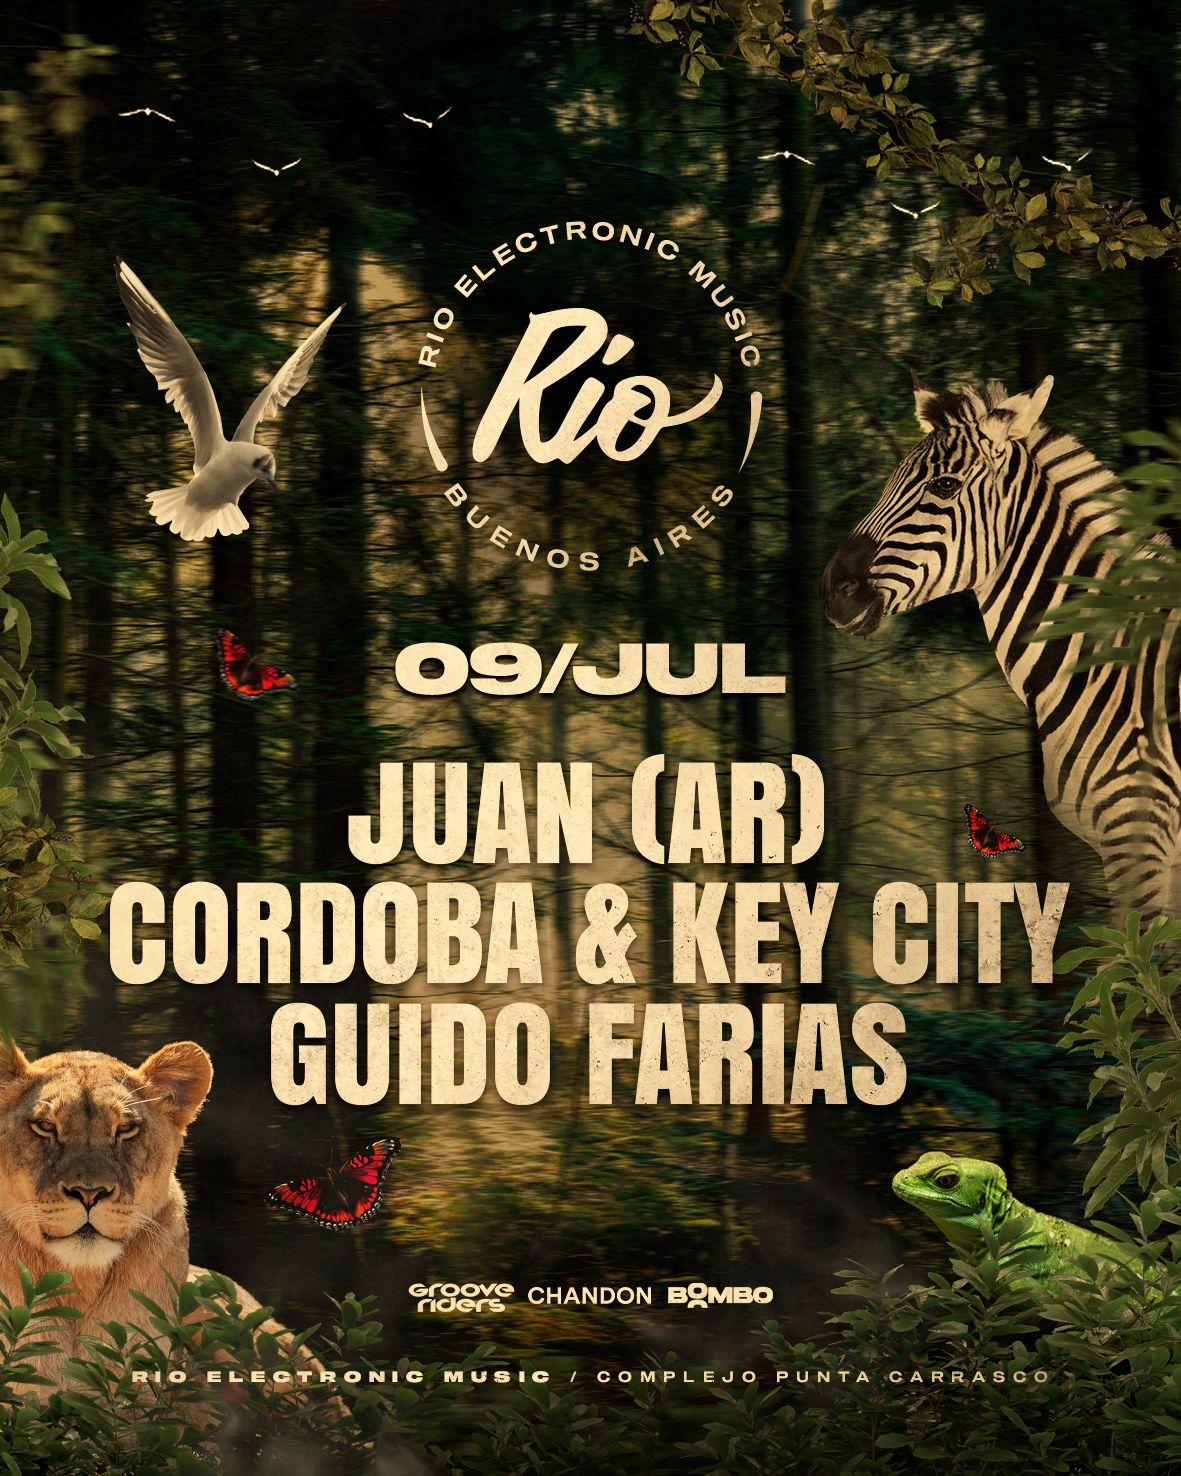 RIO ELECTRONIC MUSIC
Rio
BUENOS AIRES
09/JUL
JUAN (AR)
CORDOBA & KEY CITY
GUIDO FARIAS
GROOVE riders CHANDON BOMBO
RIO ELECTRONIC MUSIC / COMPLEJO PUNTA CARRASCO